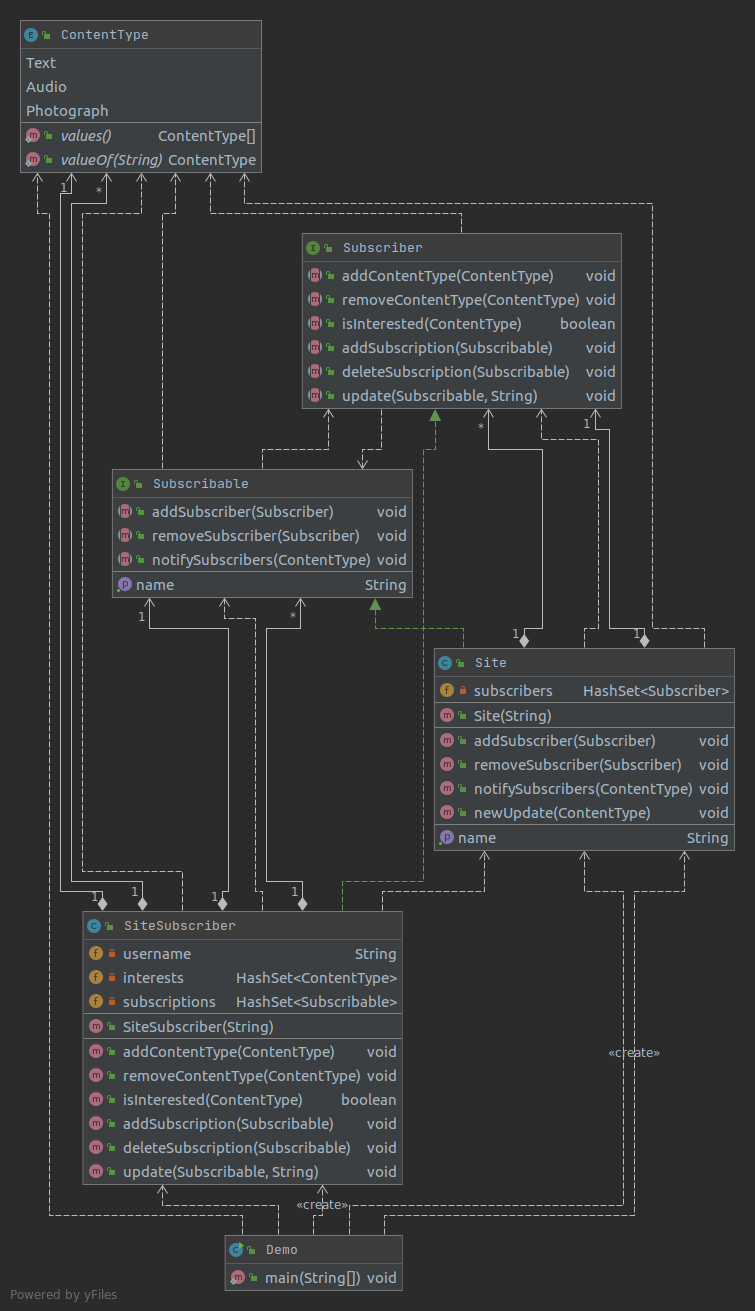 ContentType
Text
Audio
Photograph
values() ContentType[]
valueOf(String) ContentType
1
*
Subscriber
addContentType(ContentType) void
removeContentType(ContentType) void
isInterested(ContentType) boolean
addSubscription(Subscribable) void
deleteSubscription(Subscribable) void
update(Subscribable, String) void
*
1
Subscribable
addSubscriber(Subscriber) void
removeSubscriber(Subscriber) void
notifySubscribers(ContentType) void
name String
1
*
1
1
Site
subscribers HashSet<Subscriber>
Site(String)
addSubscriber(Subscriber) void
removeSubscriber(Subscriber) void
notifySubscribers(ContentType) void
newUpdate(ContentType) void
name String
1
1
1
1
SiteSubscriber
username String
interests HashSet<ContentType>
subscriptions HashSet<Subscribable>
SiteSubscriber(String)
addContentType(ContentType) void
removeContentType(ContentType) void
isInterested(ContentType) boolean
addSubscription(Subscribable) void
deleteSubscription(Subscribable) void
update(Subscribable, String) void
«create»
«create»
Demo
main(String[]) void
Powered by yFiles